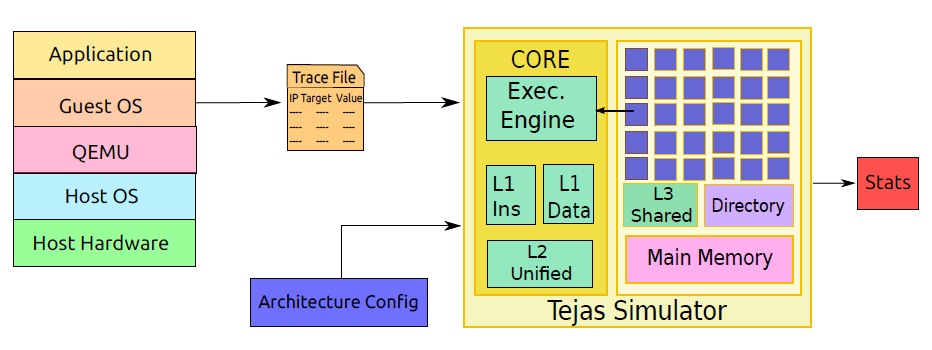 Application
Guest OS
QEMU
Host OS
Host Hardware
Trace File
IP Target Value
---- ---- ----
---- ---- ----
---- ---- ----
Architecture Config
CORE
Exec.
Engine
L1
Ins
L1
Data
L2
Unified
L3
Shared
Directory
Main Memory
Tejas Simulator
Stats